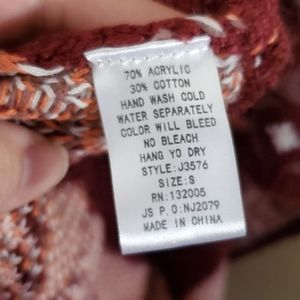 70% ACRYLIC
30% COTTON
HAND WASH COLD
WATER SEPARATELY
COLOR WILL BLEED
NO BLEACH
HANG YO DRY
STYLE:J3576
SIZE:S
RN:132005
JS P.O:NJ2079
MADE IN CHINA